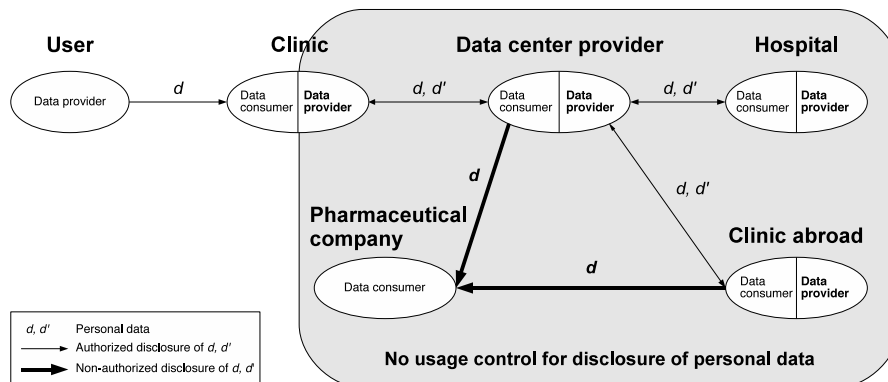 User
Clinic
Data center provider
Hospital
Data provider
d
Data consumer
Data provider
d, d'
Data consumer
Data provider
d, d'
Data consumer
Data provider
d
d, d'
Pharmaceutical company
Clinic abroad
Data consumer
d
Data consumer
Data provider
d, d' Personal data
Authorized disclosure of d, d'
Non-authorized disclosure of d, d'
No usage control for disclosure of personal data